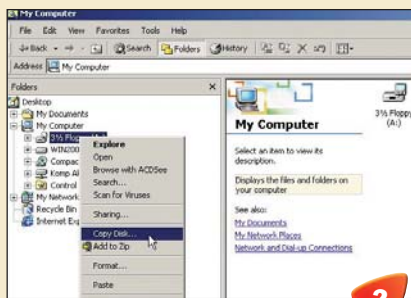 My Computer
File Edit View Favorites Tools Help
Back Search Folders History
Address My Computer
Folders
Desktop
My Documents
My Computer
3½ Floppy
WIN200
Compac
Komp Al
Control
My Network
Recycle Bin
Internet Exp
Explore
Open
Browse with ACDSee
Search...
Scan for Viruses
Sharing...
Copy Disk...
Add to Zip
Format...
Paste
My Computer
Select an item to view its
description.
Displays the files and folders on
your computer
See also:
My Documents
My Network Places
Network and Dial-up Connections
3½ Floppy
(A:)